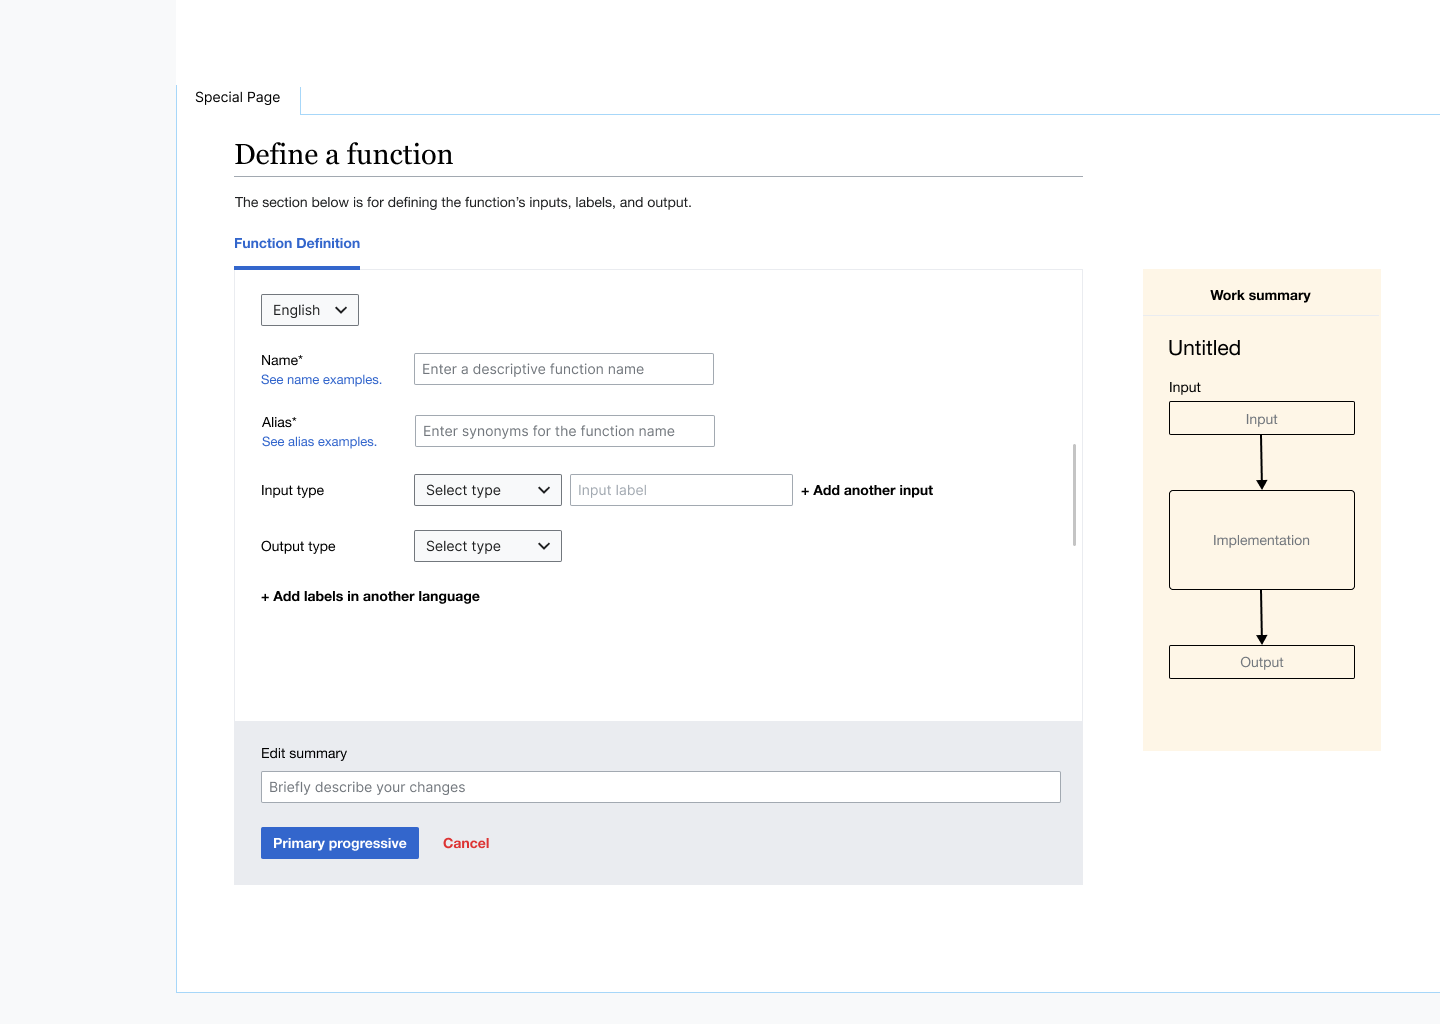 Special Page
Define a function
The section below is for defining the function’s inputs, labels, and output.
Function Definition
English
Name*
See name examples.
Enter a descriptive function name
Alias*
See alias examples.
Enter synonyms for the function name
Input type
Select type
Input label
+ Add another input
Output type
Select type
+ Add labels in another language
Edit summary
Briefly describe your changes
Primary progressive
Cancel
Work summary
Untitled
Input
Input
Implementation
Output